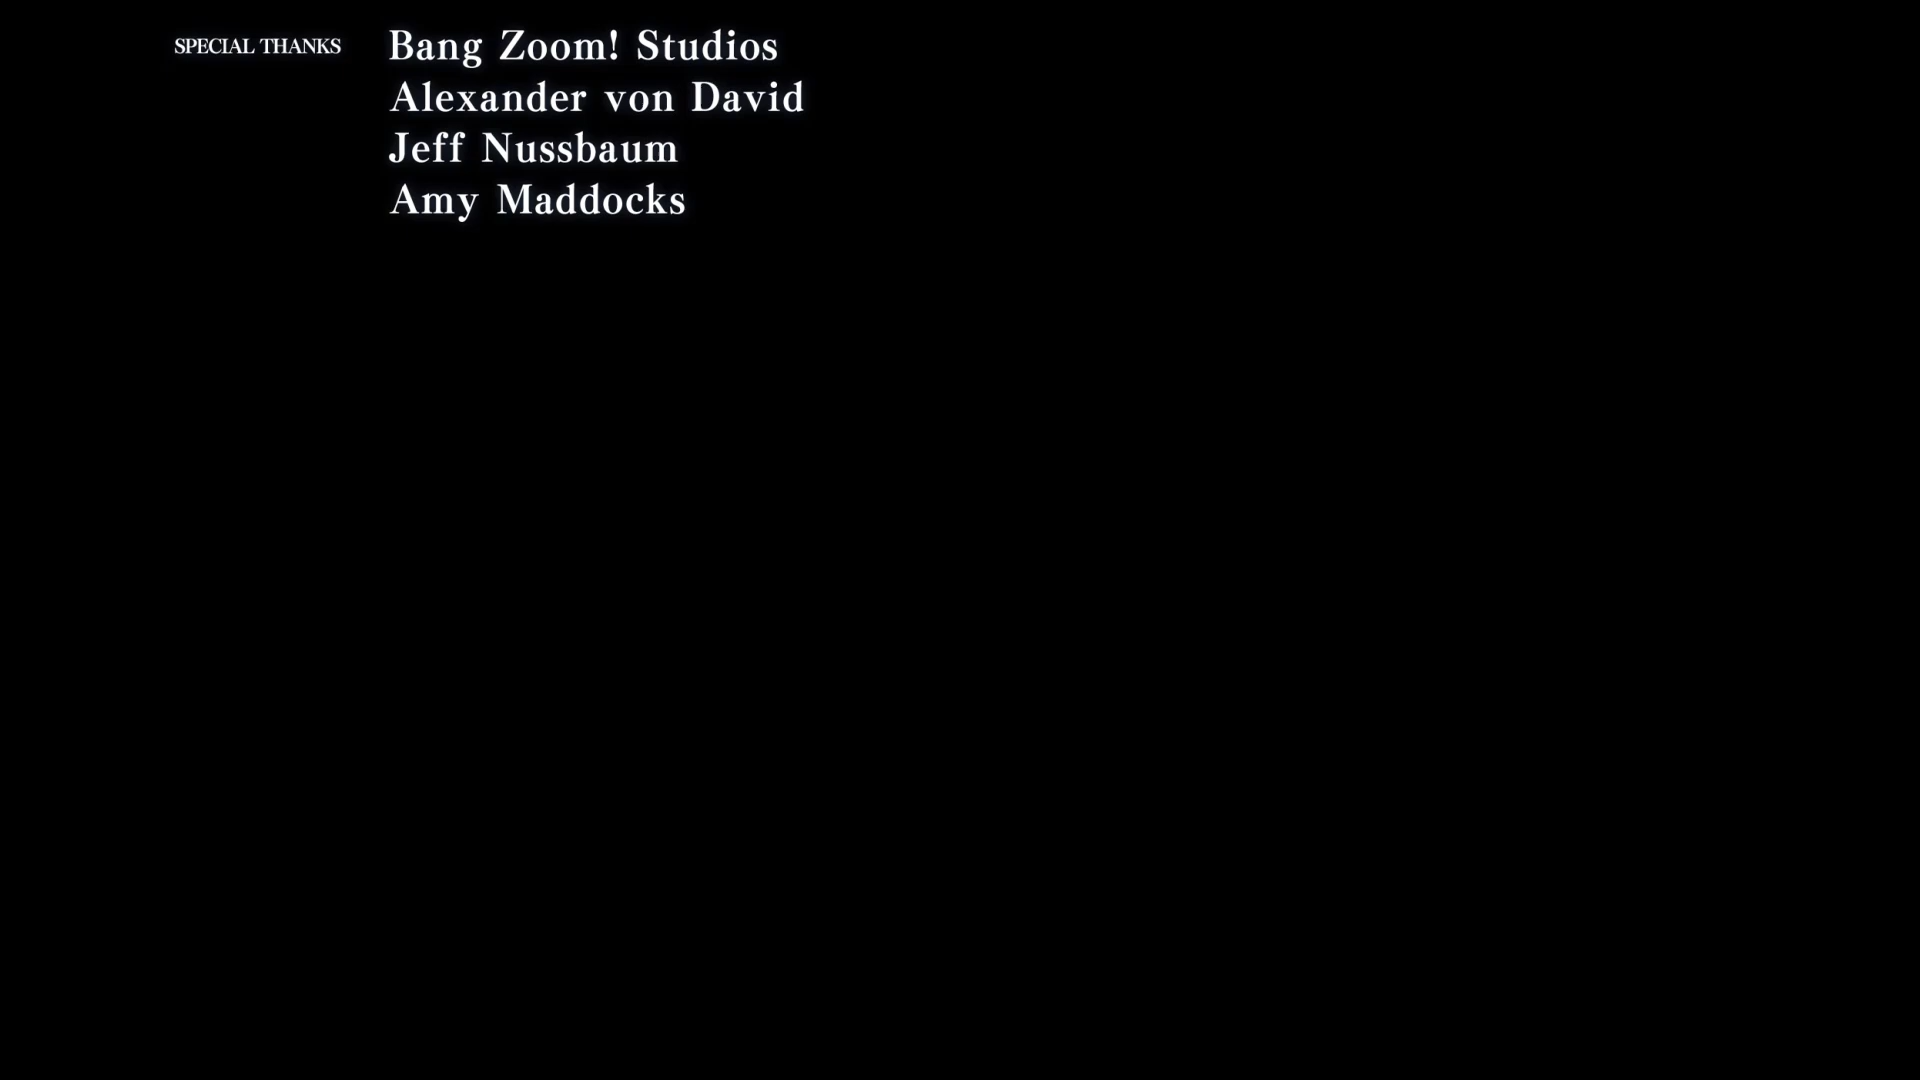 SPECIAL THANKS Bang Zoom! Studios
Alexander von David
Jeff Nussbaum
Amy Maddocks